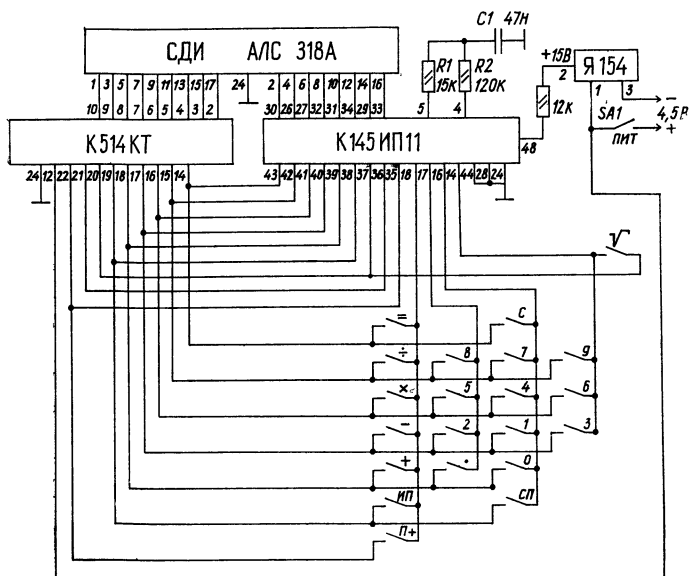 С1 47Н
СДИ АЛС 318А
+15В
Я 154
2
R1 15К
R2 120К
1 3 5 7 9 11 13 15 17 24 2 4 6 8 10 12 14 16
1 3
12К
4,5В
− +
SA1
ПИТ
10 9 8 7 6 5 4 3 2 30 26 27 32 31 34 29 33
5 4
К514КТ
К145ИП11
48
24 12 22 21 20 19 18 17 16 15 14
43 42 41 40 39 38 37 36 35 18 17 16 14 44 28 24
√
= С
÷ 8 7 9
× 5 4 6
− 2 1 3
+ . 0
ИП СП
П+